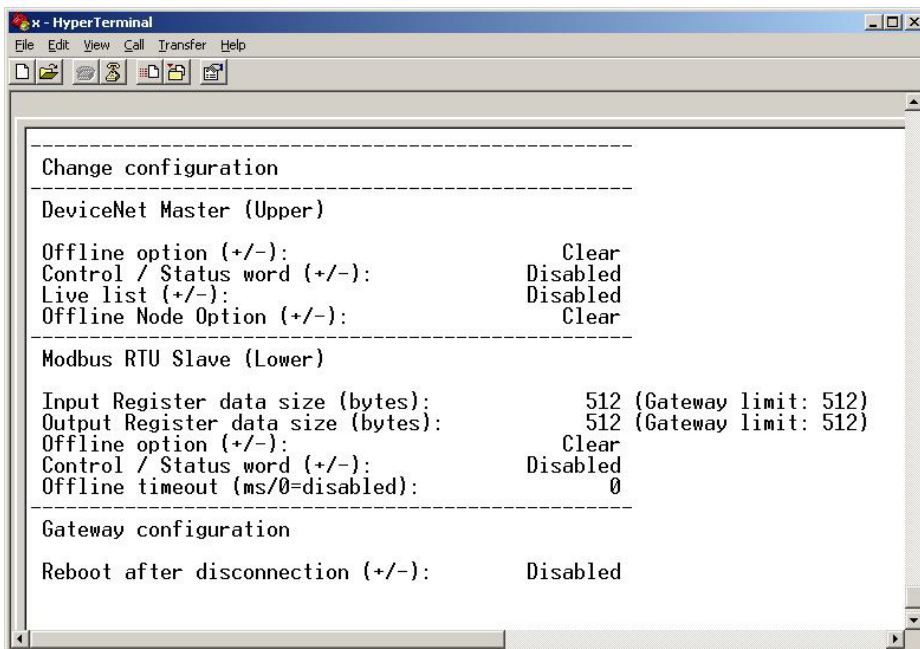 x - HyperTerminal
File Edit View Call Transfer Help
Change configuration
DeviceNet Master (Upper)
Offline option (+/-): Clear
Control / Status word (+/-): Disabled
Live list (+/-): Disabled
Offline Node Option (+/-): Clear
Modbus RTU Slave (Lower)
Input Register data size (bytes): 512 (Gateway limit: 512)
Output Register data size (bytes): 512 (Gateway limit: 512)
Offline option (+/-): Clear
Control / Status word (+/-): Disabled
Offline timeout (ms/0=disabled): 0
Gateway configuration
Reboot after disconnection (+/-): Disabled